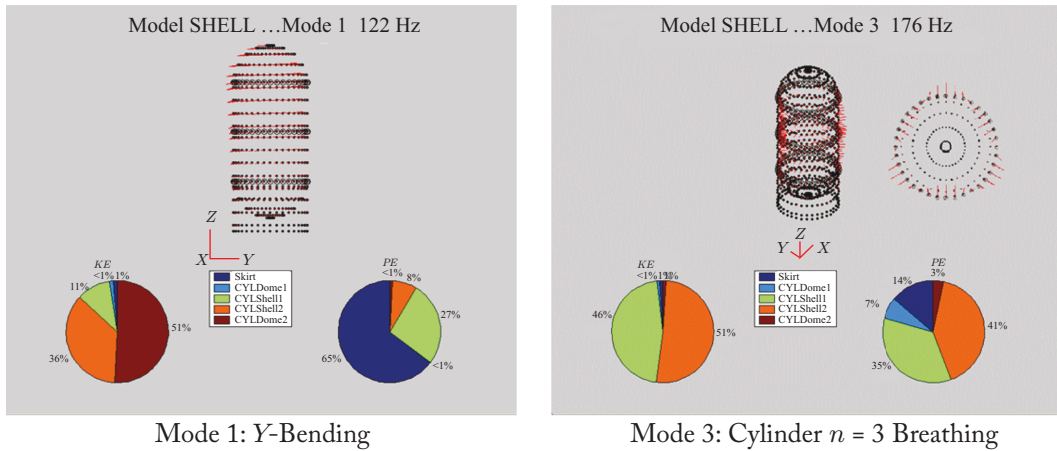 Model SHELL …Mode 1 122 Hz
Z
X
Y
KE
<1%
1%
11%
51%
36%
Skirt
CYLDome1
CYLShell1
CYLShell2
CYLDome2
PE
<1%
8%
27%
65%
<1%
Mode 1: Y-Bending
Model SHELL …Mode 3 176 Hz
Z
Y
X
KE
<1%
1%
46%
51%
Skirt
CYLDome1
CYLShell1
CYLShell2
CYLDome2
PE
14%
3%
7%
41%
35%
Mode 3: Cylinder n = 3 Breathing